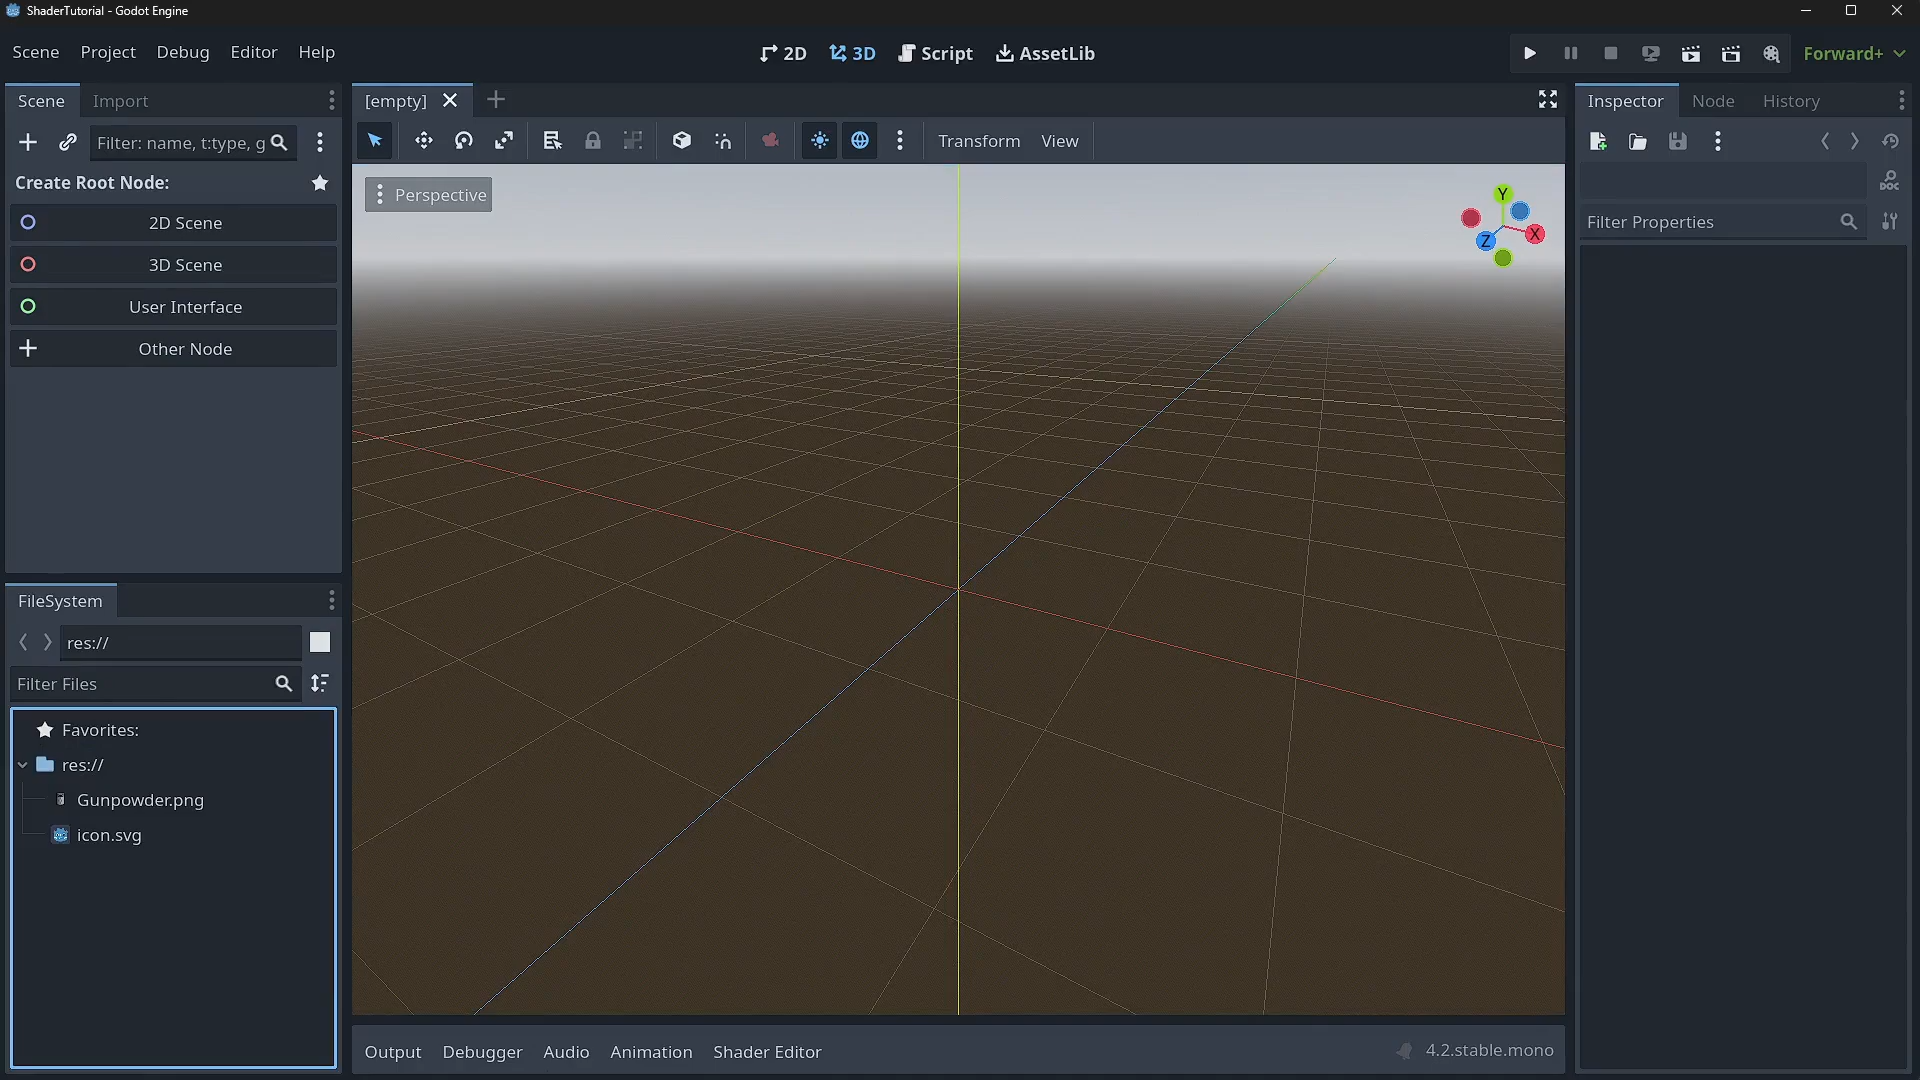 ShaderTutorial - Godot Engine
Scene Project Debug Editor Help
2D 3D Script AssetLib
Forward+
Scene Import
[empty]
Inspector Node History
Filter: name, t:type, g
Transform View
Create Root Node:
Perspective
Y
X
Z
Filter Properties
2D Scene
3D Scene
User Interface
Other Node
FileSystem
res://
Filter Files
Favorites:
res://
Gunpowder.png
icon.svg
Output Debugger Audio Animation Shader Editor
4.2.stable.mono